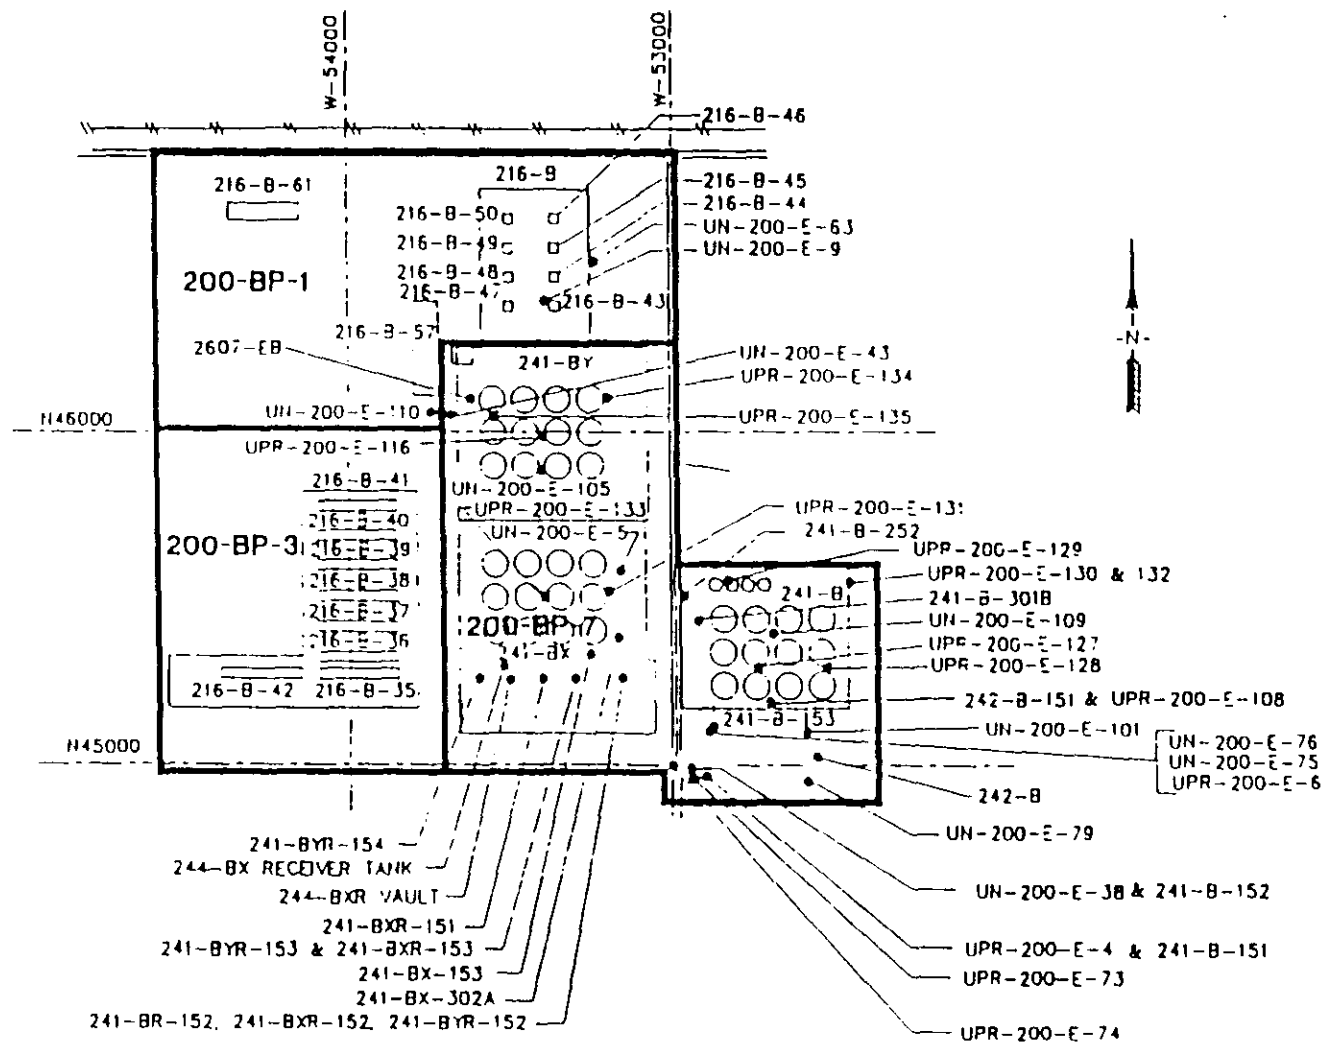 W-54000
W-53000
216-B-46
216-B
216-B-61
216-B-45
216-B-50
216-B-44
UN-200-E-63
216-B-49
UN-200-E-9
216-B-48
200-BP-1
216-B-47
216-B-43
216-B-57
2607-EB
241-BY
UN-200-E-43
UPR-200-E-134
-N-
UN-200-E-110
UPR-200-E-135
N46000
UPR-200-E-116
216-B-41
UN-200-E-105
UPR-200-E-133
UPR-200-E-131
216-B-40
UN-200-E-5
241-B-252
200-BP-3
216-B-39
UPR-200-E-129
216-B-38
UPR-200-E-130 & 132
241-B
241-B-301B
216-B-37
UN-200-E-109
200-BP-7
216-B-36
UPR-200-E-127
241-BX
UPR-200-E-128
216-B-42
216-B-35
242-B-151 & UPR-200-E-108
241-B-153
UN-200-E-101
N45000
UN-200-E-76
UN-200-E-75
UPR-200-E-6
242-B
UN-200-E-79
241-BYR-154
244-BX RECEIVER TANK
244-BXR VAULT
UN-200-E-38 & 241-B-152
241-BXR-151
241-BYR-153 & 241-BXR-153
UPR-200-E-4 & 241-B-151
241-BX-153
UPR-200-E-73
241-BX-302A
241-BR-152, 241-BXR-152, 241-BYR-152
UPR-200-E-74